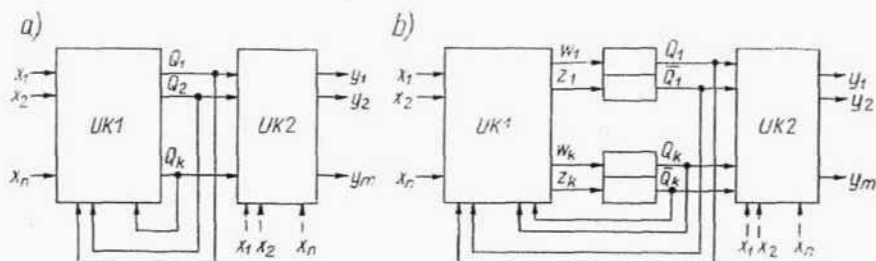 a)
x₁
x₂
xₙ
UK1
Q₁
Q₂
Qₖ
UK2
y₁
y₂
yₘ
x₁ x₂ xₙ
b)
x₁
x₂
xₙ
UK1
w₁
z₁
wₖ
zₖ
Q₁
Q̅₁
Qₖ
Q̅ₖ
UK2
y₁
y₂
yₘ
x₁ x₂ xₙ